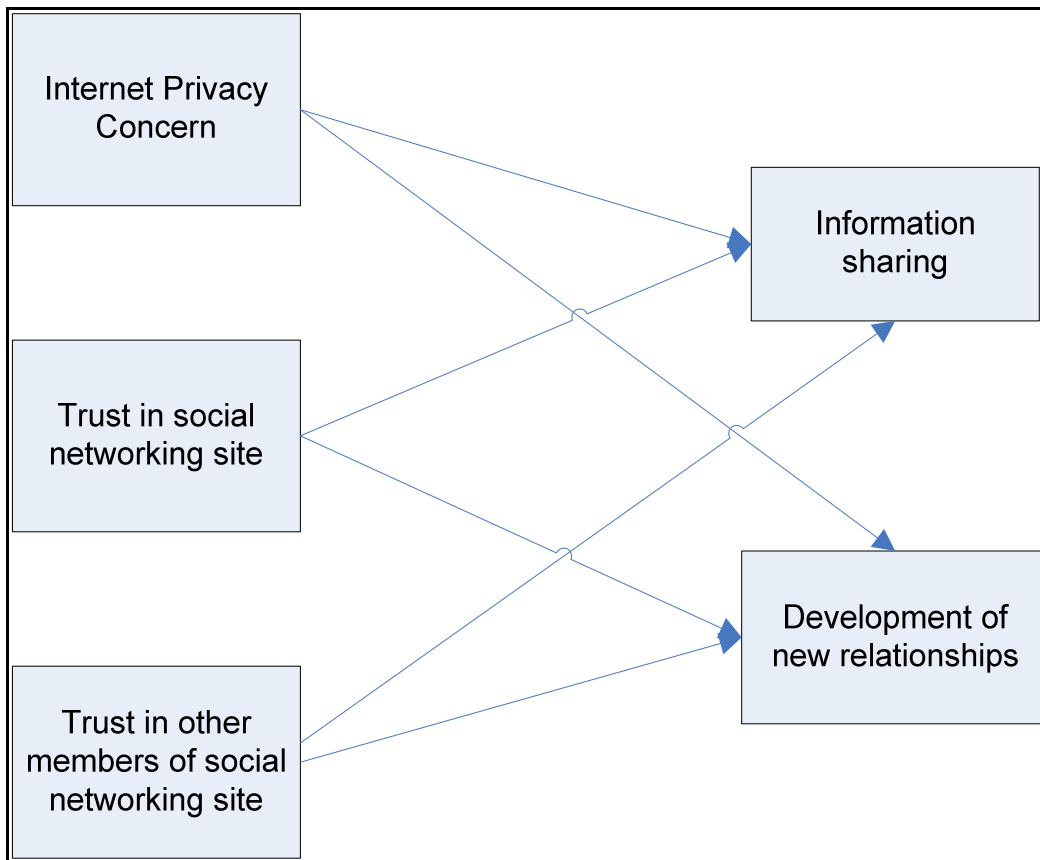 Internet Privacy
Concern
Information
sharing
Trust in social
networking site
Development of
new relationships
Trust in other
members of social
networking site